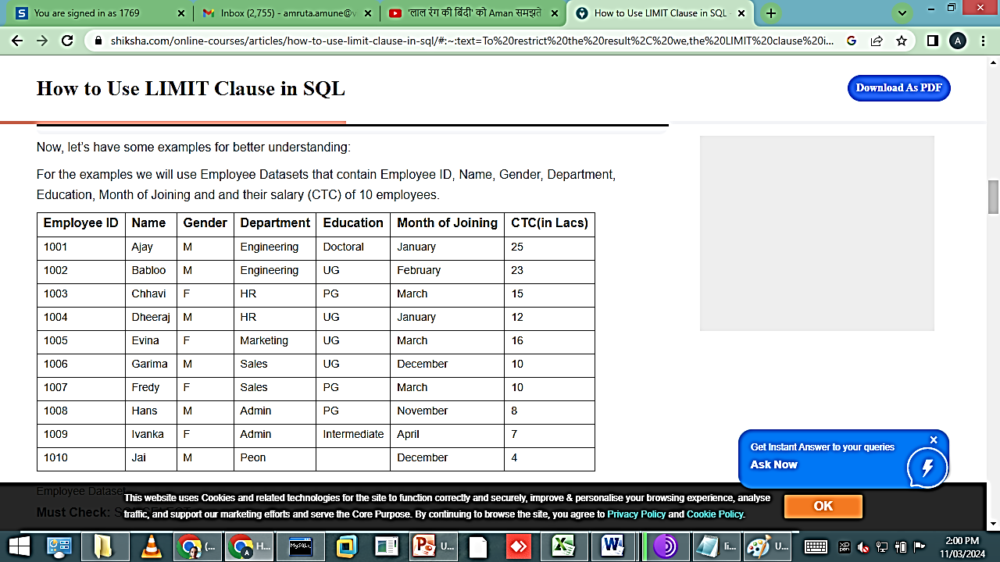 You are signed in as 1769
Inbox (2,755) - amruta.amune@v
'लाल रंग की बिंदी' को Aman समझते
How to Use LIMIT Clause in SQL
shiksha.com/online-courses/articles/how-to-use-limit-clause-in-sql/#:~:text=To%20restrict%20the%20result%2C%20we,the%20LIMIT%20clause%20i...
How to Use LIMIT Clause in SQL
Download As PDF
Now, let's have some examples for better understanding:
For the examples we will use Employee Datasets that contain Employee ID, Name, Gender, Department,
Education, Month of Joining and and their salary (CTC) of 10 employees.
Employee ID Name Gender Department Education Month of Joining CTC(in Lacs)
1001 Ajay M Engineering Doctoral January 25
1002 Babloo M Engineering UG February 23
1003 Chhavi F HR PG March 15
1004 Dheeraj M HR UG January 12
1005 Evina F Marketing UG March 16
1006 Garima M Sales UG December 10
1007 Fredy F Sales PG March 10
1008 Hans M Admin PG November 8
1009 Ivanka F Admin Intermediate April 7
1010 Jai M Peon December 4
Get Instant Answer to your queries
Ask Now
Employee Dataset
Must Check:
This website uses Cookies and related technologies for the site to function correctly and securely, improve & personalise your browsing experience, analyse
traffic, and support our marketing efforts and serve the Core Purpose. By continuing to browse the site, you agree to Privacy Policy and Cookie Policy.
OK
(... H... MySQL U... li... U...
2:00 PM
11/03/2024